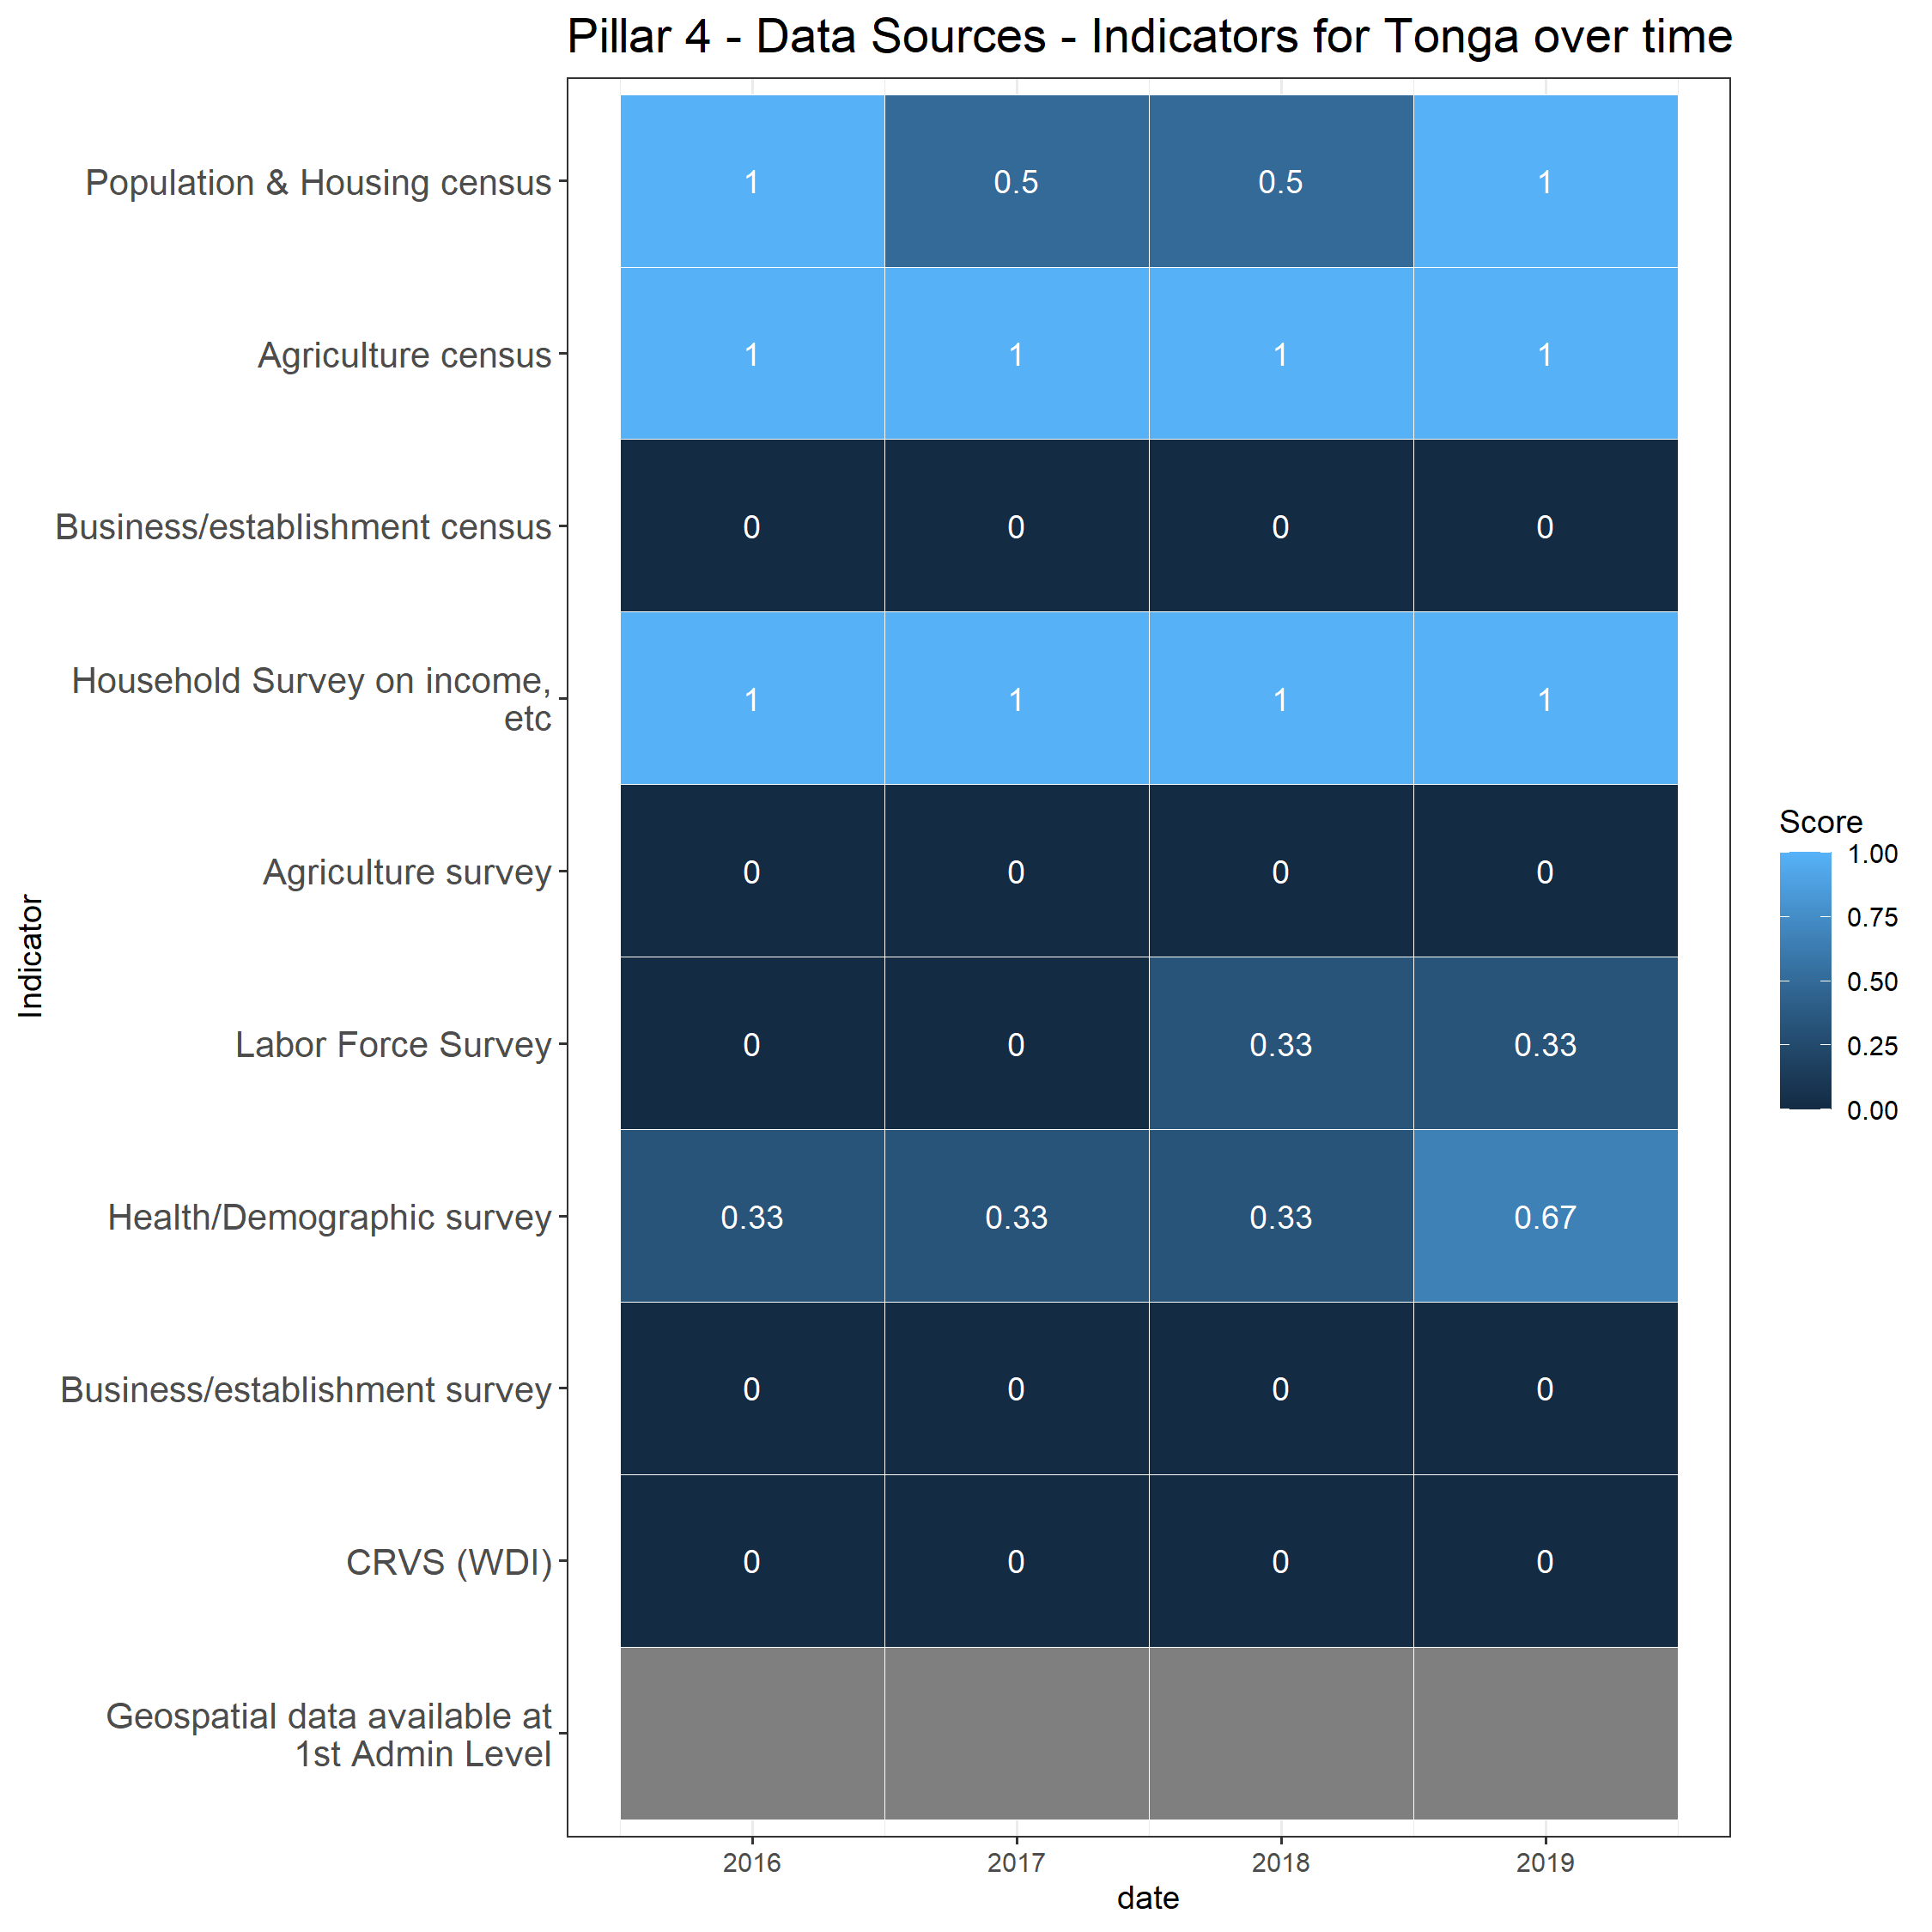 Pillar 4 - Data Sources - Indicators for Tonga over time
Population & Housing census
1 0.5 0.5 1
Agriculture census
1 1 1 1
Business/establishment census
0 0 0 0
Household Survey on income,
etc
1 1 1 1
Agriculture survey
0 0 0 0
Labor Force Survey
0 0 0.33 0.33
Health/Demographic survey
0.33 0.33 0.33 0.67
Business/establishment survey
0 0 0 0
CRVS (WDI)
0 0 0 0
Geospatial data available at
1st Admin Level
Indicator
2016 2017 2018 2019
date
Score
1.00
0.75
0.50
0.25
0.00